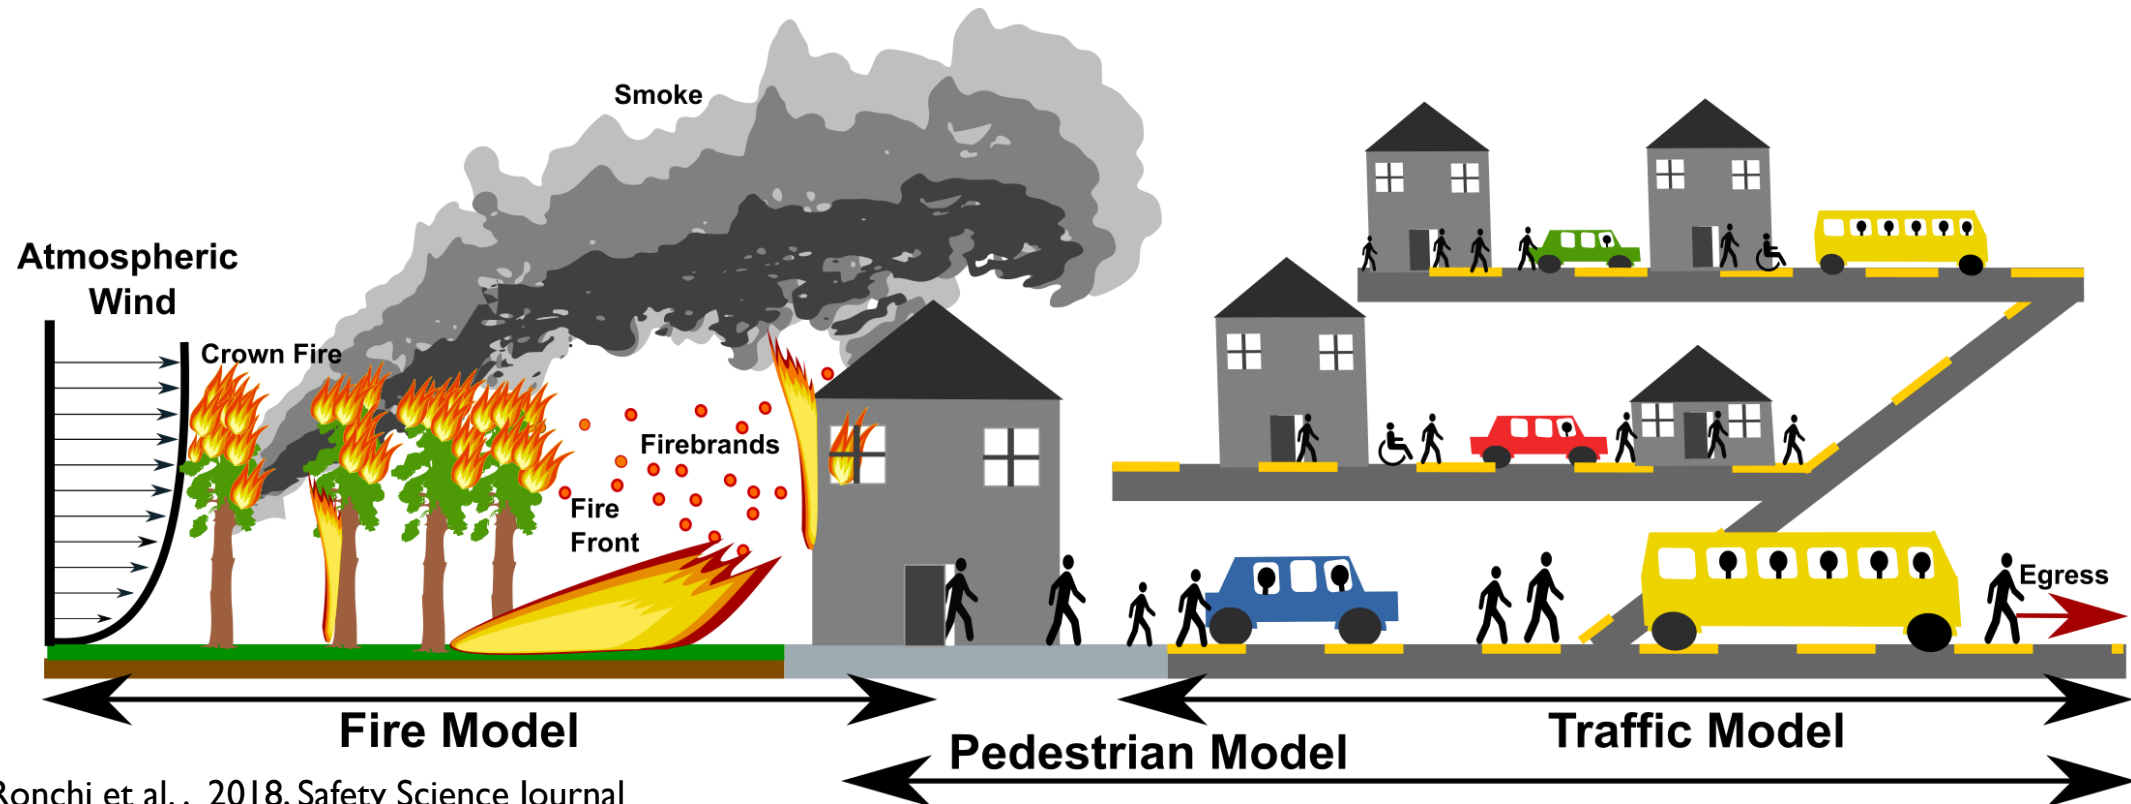 Smoke
Atmospheric
Wind
Crown Fire
Firebrands
Fire
Front
Egress
Fire Model
Traffic Model
Pedestrian Model
Ronchi et al., 2018, Safety Science Journal